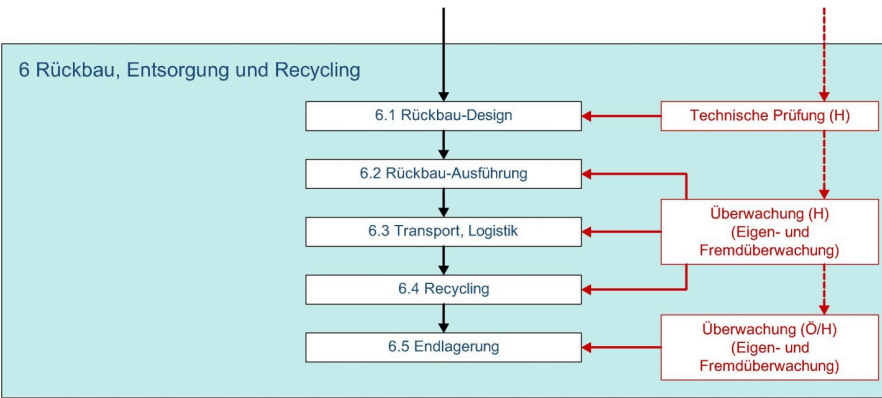 6 Rückbau, Entsorgung und Recycling
6.1 Rückbau-Design
Technische Prüfung (H)
6.2 Rückbau-Ausführung
6.3 Transport, Logistik
Überwachung (H)
(Eigen- und
Fremdüberwachung)
6.4 Recycling
6.5 Endlagerung
Überwachung (Ö/H)
(Eigen- und
Fremdüberwachung)